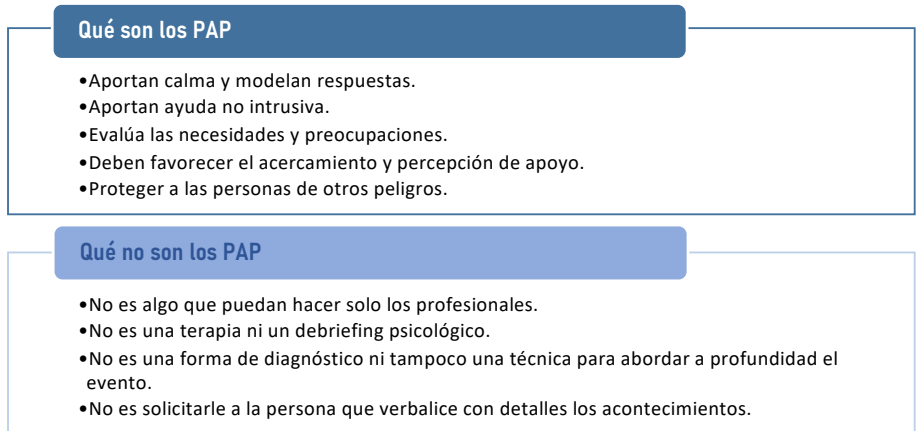 Qué son los PAP
•Aportan calma y modelan respuestas.
•Aportan ayuda no intrusiva.
•Evalúa las necesidades y preocupaciones.
•Deben favorecer el acercamiento y percepción de apoyo.
•Proteger a las personas de otros peligros.
Qué no son los PAP
•No es algo que puedan hacer solo los profesionales.
•No es una terapia ni un debriefing psicológico.
•No es una forma de diagnóstico ni tampoco una técnica para abordar a profundidad el
evento.
•No es solicitarle a la persona que verbalice con detalles los acontecimientos.